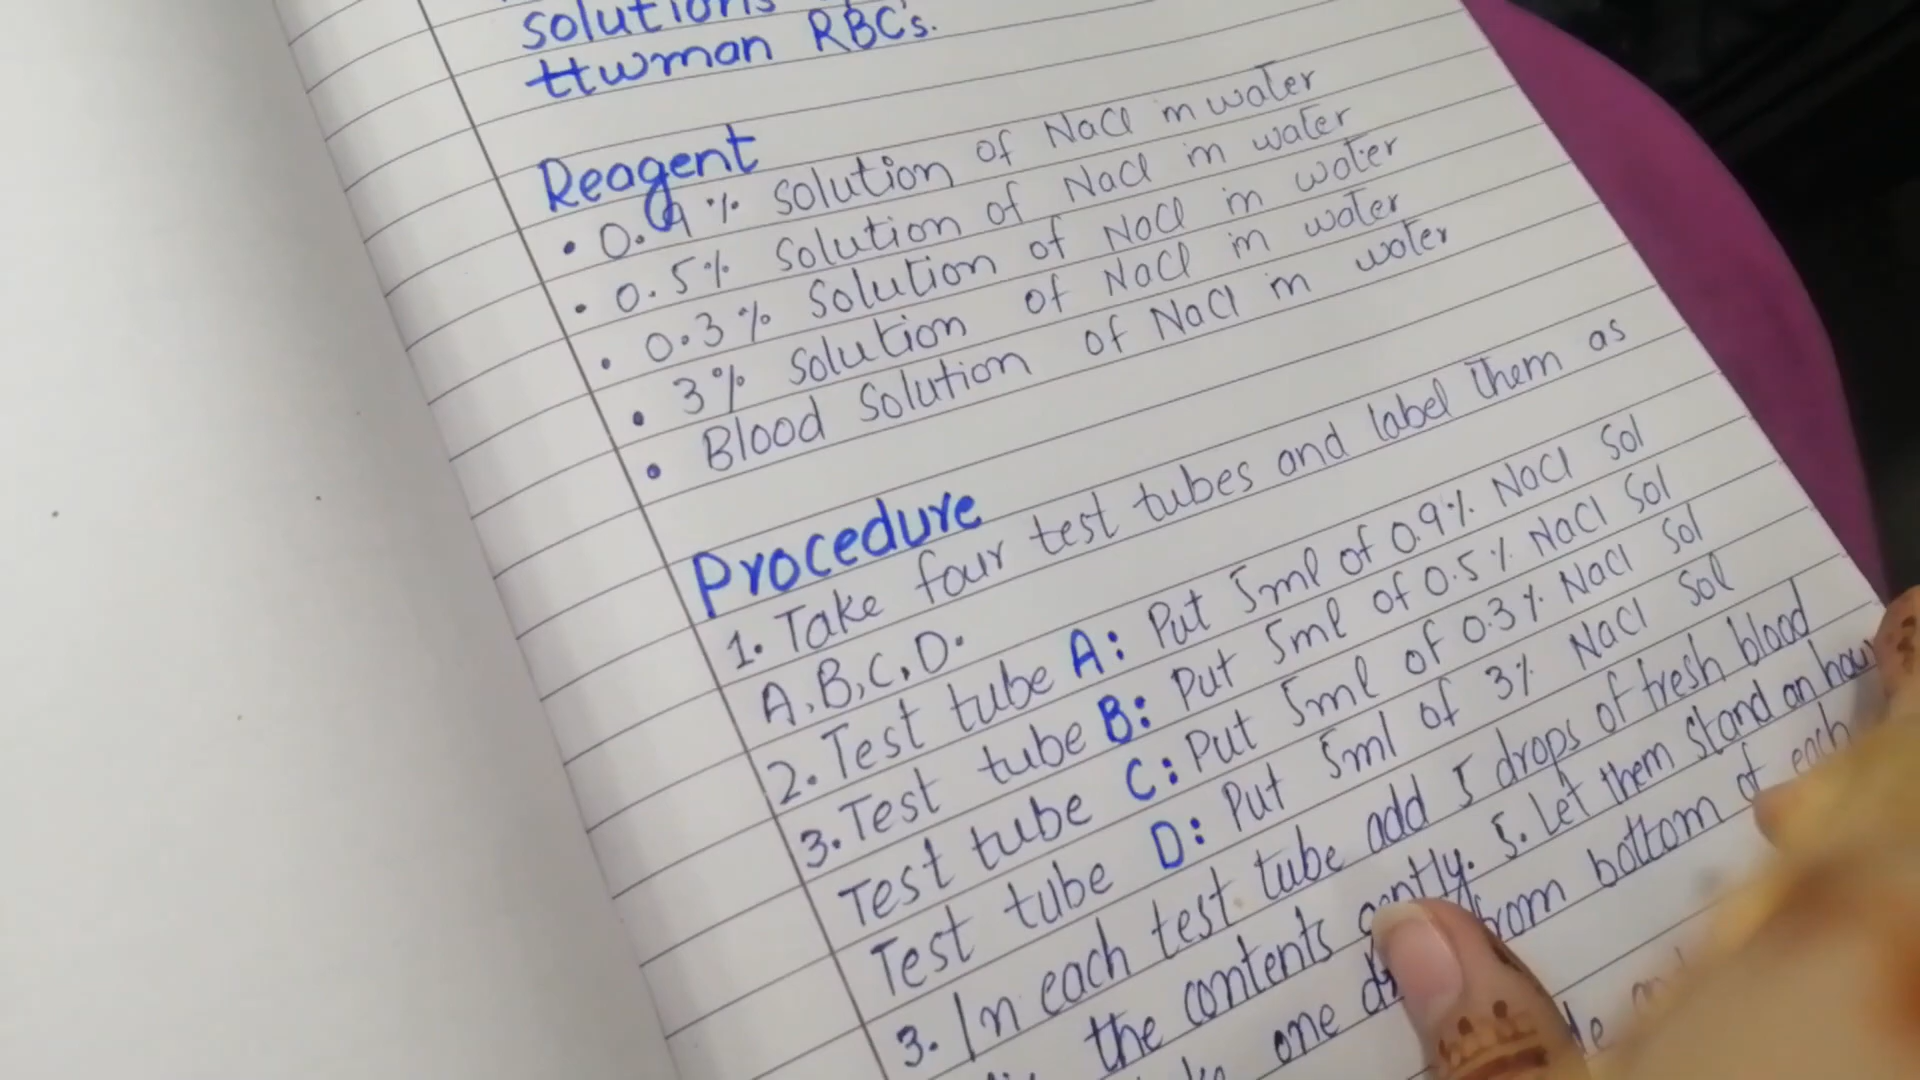 solutions
Human RBCs.
Reagent
• 0.9% solution of NaCl in water
• 0.5% solution of NaCl in water
• 0.3% solution of NaCl in water
• 3% solution of NaCl in water
• Blood solution of NaCl in water
Procedure
1. Take four test tubes and label them as
A, B, C, D.
2. Test tube A: Put 5ml of 0.9% NaCl sol
3. Test tube B: Put 5ml of 0.5% NaCl sol
Test tube C: Put 5ml of 0.3% NaCl sol
Test tube D: Put 5ml of 3% NaCl sol
3. In each test tube add 5 drops of fresh blood
the contents gently. 5. Let them stand an hour
one from bottom of each